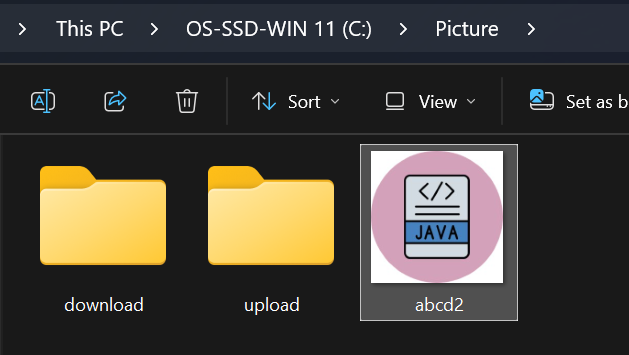 This PC > OS-SSD-WIN 11 (C:) > Picture >
Sort View Set as b
</>
JAVA
download upload abcd2